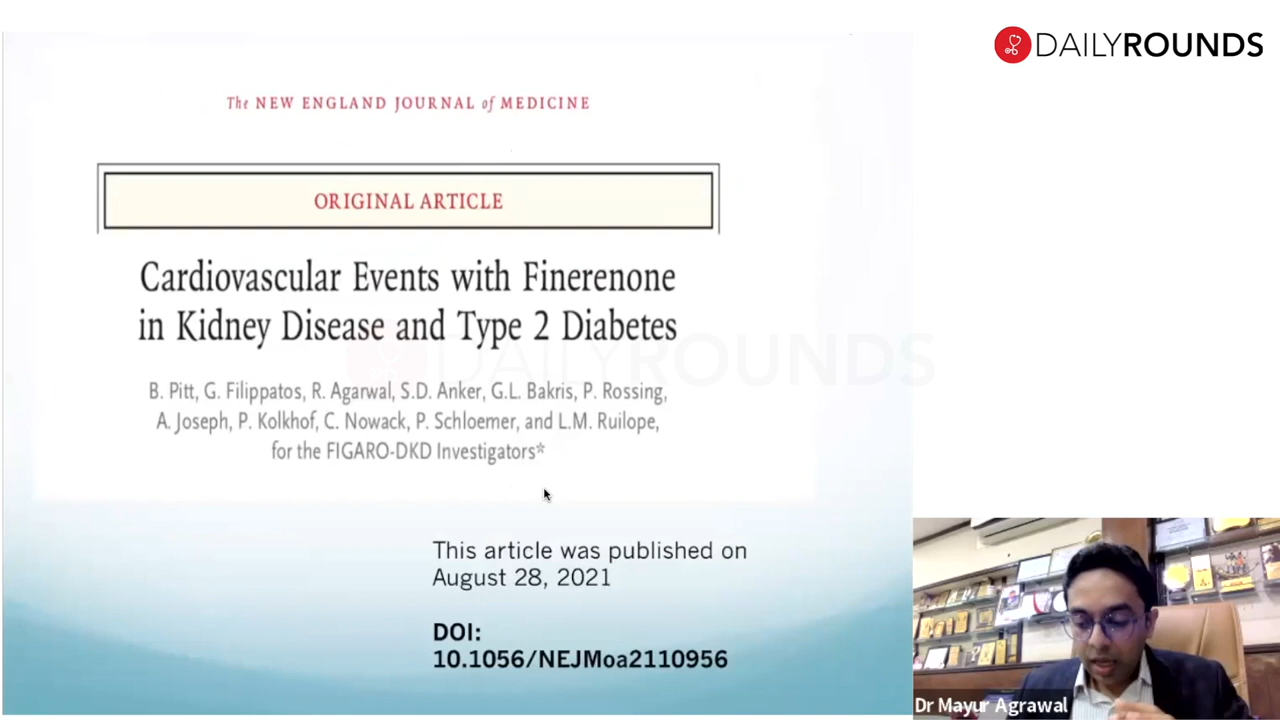 DAILYROUNDS
The NEW ENGLAND JOURNAL of MEDICINE
ORIGINAL ARTICLE
Cardiovascular Events with Finerenone
in Kidney Disease and Type 2 Diabetes
DAILYROUNDS
B. Pitt, G. Filippatos, R. Agarwal, S.D. Anker, G.L. Bakris, P. Rossing,
A. Joseph, P. Kolkhof, C. Nowack, P. Schloemer, and L.M. Ruilope,
for the FIGARO-DKD Investigators*
This article was published on
August 28, 2021
DOI:
10.1056/NEJMoa2110956
Dr Mayur Agrawal